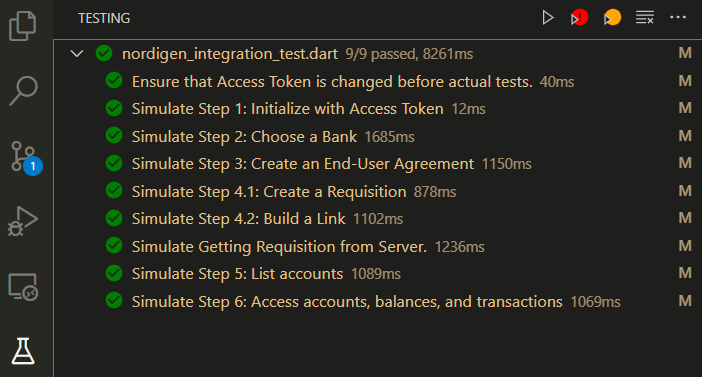 TESTING
nordigen_integration_test.dart 9/9 passed, 8261ms M
Ensure that Access Token is changed before actual tests. 40ms M
Simulate Step 1: Initialize with Access Token 12ms M
Simulate Step 2: Choose a Bank 1685ms M
Simulate Step 3: Create an End-User Agreement 1150ms M
Simulate Step 4.1: Create a Requisition 878ms M
1
Simulate Step 4.2: Build a Link 1102ms M
Simulate Getting Requisition from Server. 1236ms M
Simulate Step 5: List accounts 1089ms M
Simulate Step 6: Access accounts, balances, and transactions 1069ms M